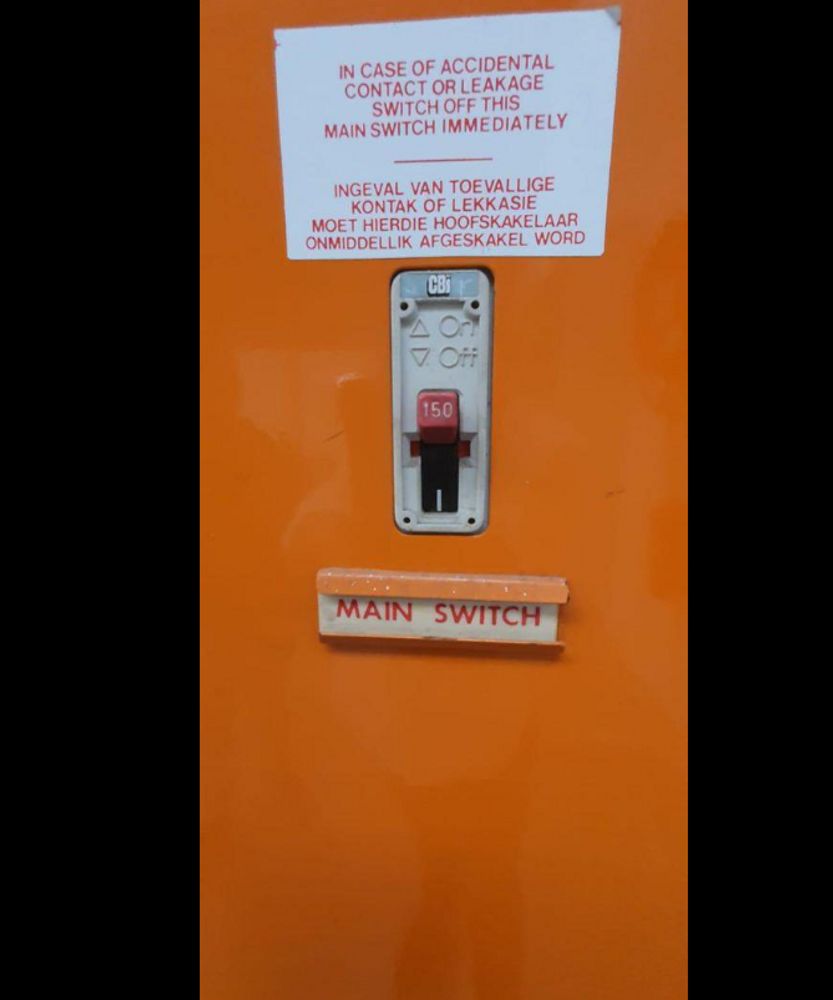 IN CASE OF ACCIDENTAL
CONTACT OR LEAKAGE
SWITCH OFF THIS
MAIN SWITCH IMMEDIATELY
INGEVAL VAN TOEVALLIGE
KONTAK OF LEKKASIE
MOET HIERDIE HOOFSKAKELAAR
ONMIDDELLIK AFGESKAKEL WORD
CBi
On
Off
150
MAIN SWITCH